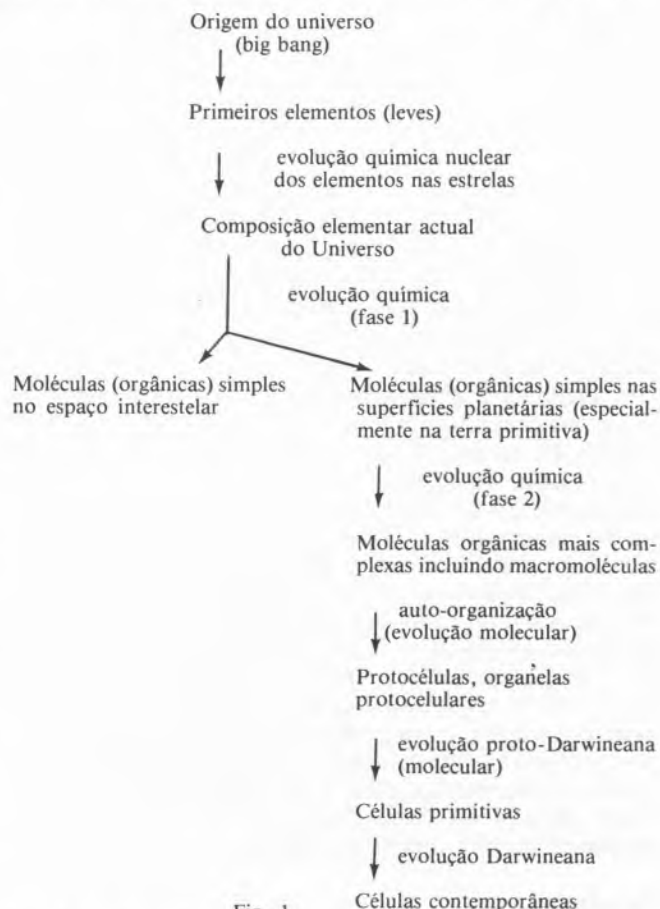 Origem do universo
(big bang)
Primeiros elementos (leves)
evolução química nuclear
dos elementos nas estrelas
Composição elementar actual
do Universo
evolução química
(fase 1)
Moléculas (orgânicas) simples
no espaço interestelar
Moléculas (orgânicas) simples nas
superfícies planetárias (especial-
mente na terra primitiva)
evolução química
(fase 2)
Moléculas orgânicas mais com-
plexas incluindo macromoléculas
auto-organização
(evolução molecular)
Protocélulas, organelas
protocelulares
evolução proto-Darwineana
(molecular)
Células primitivas
evolução Darwineana
Células contemporâneas